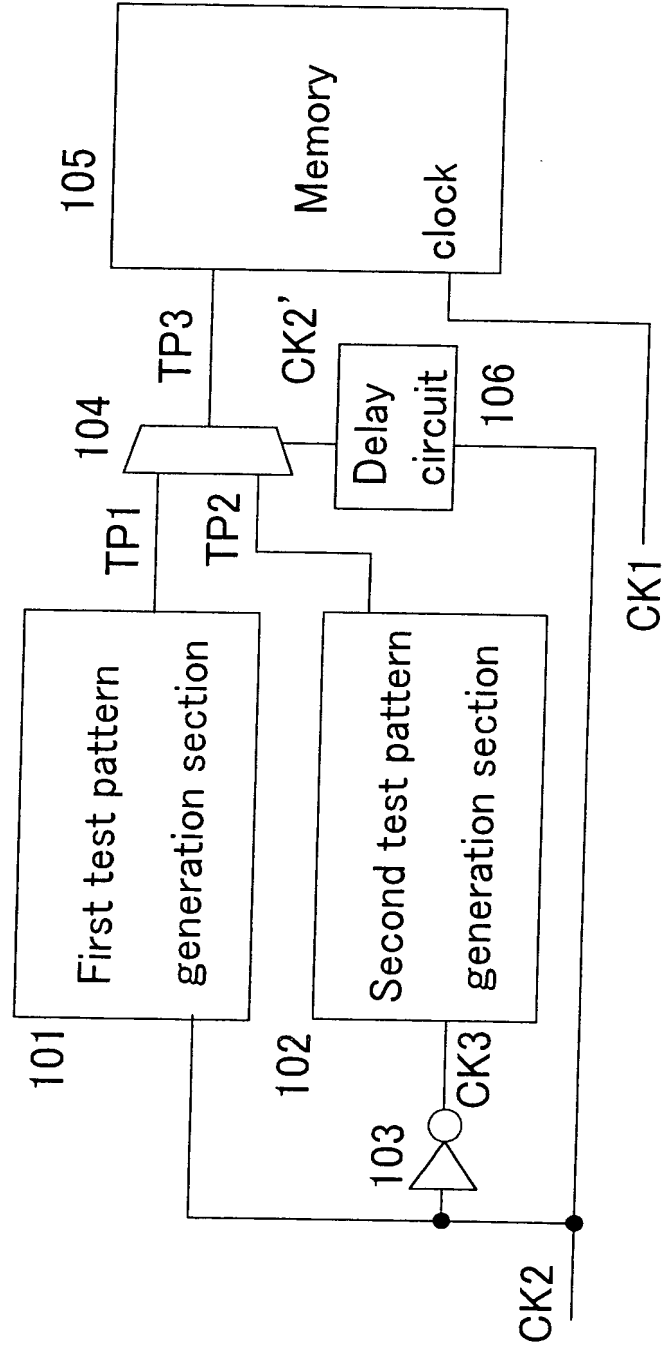 101
First test pattern
generation section
TP1
104
TP3
105
Memory
clock
102
Second test pattern
generation section
TP2
CK2'
Delay
circuit
106
103
CK3
CK2
CK1